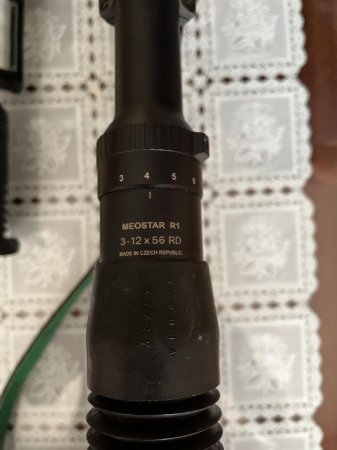 3 4 5 6
MEOSTAR R1
3-12 x 56 RD
MADE IN CZECH REPUBLIC